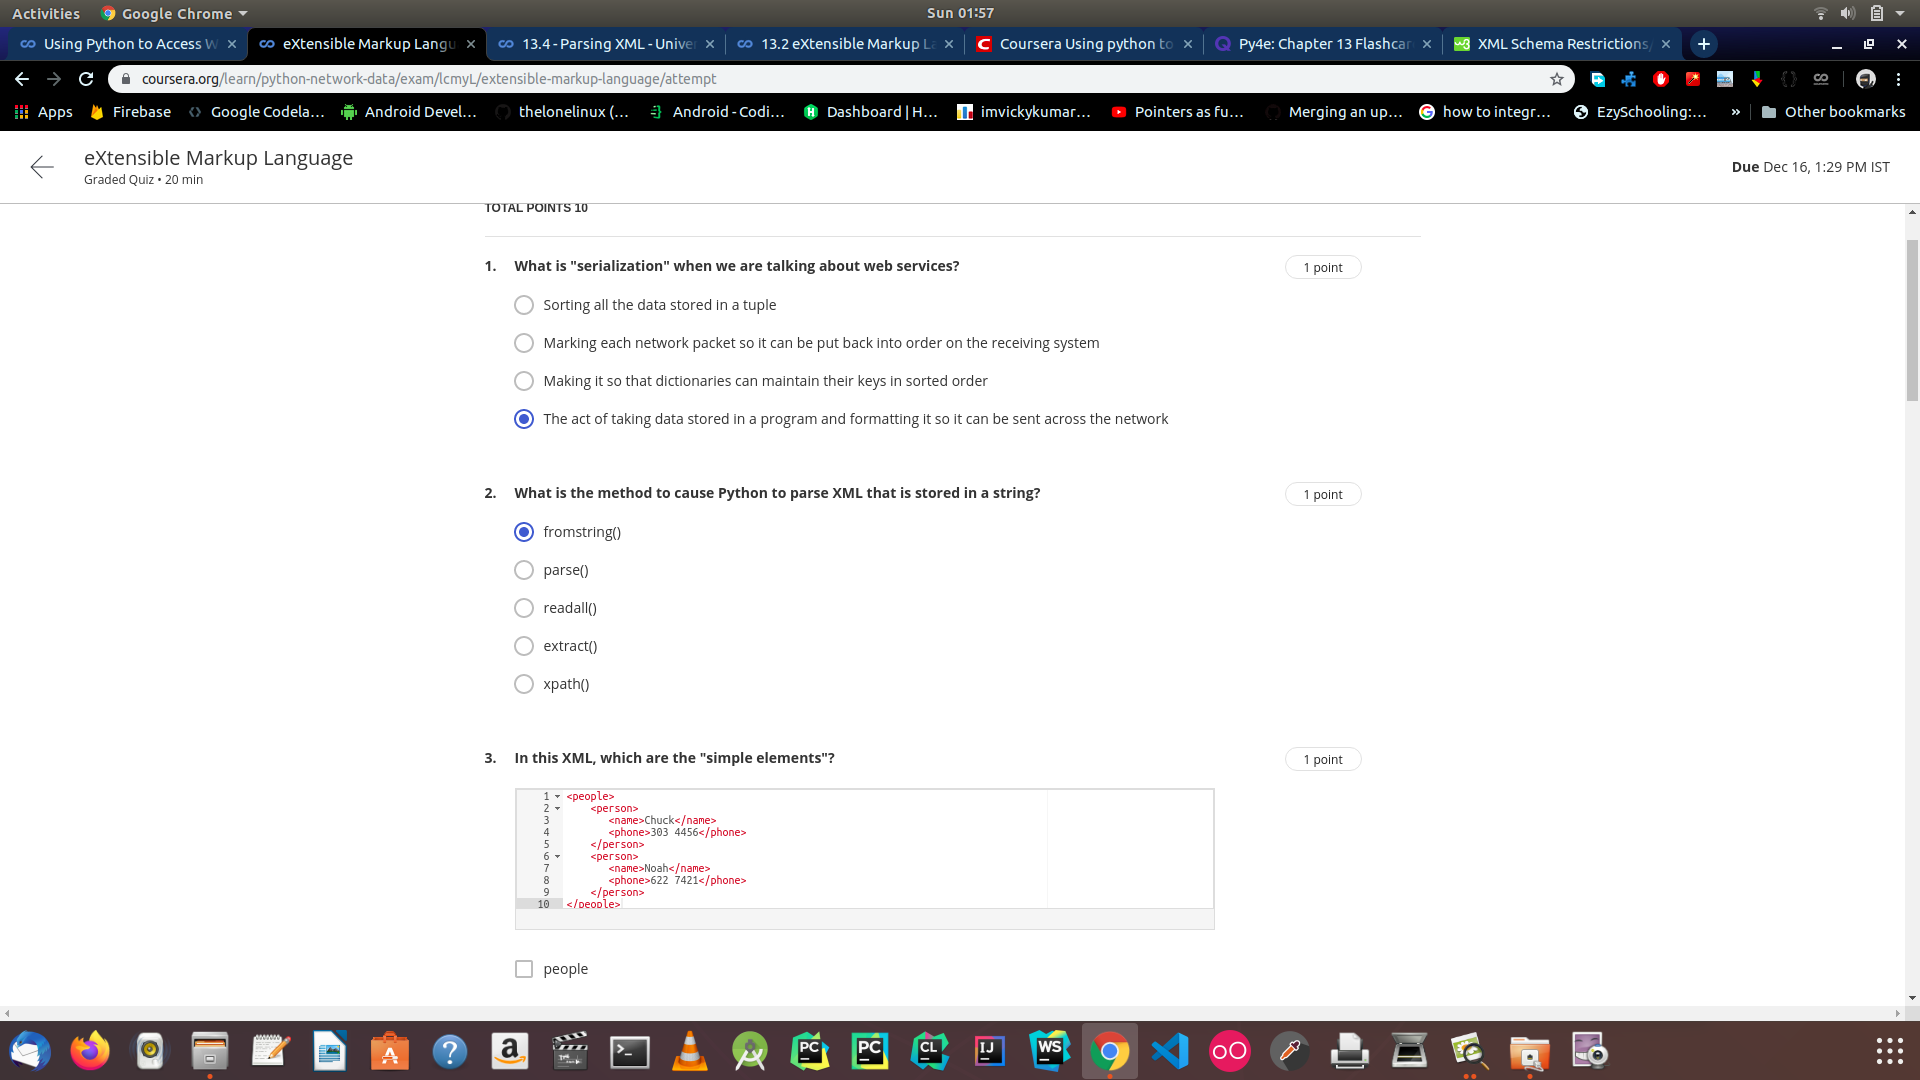 Activities
Google Chrome
Sun 01:57
Using Python to Access W
eXtensible Markup Langu
13.4 - Parsing XML - Unive
13.2 eXtensible Markup La
Coursera Using python to
Py4e: Chapter 13 Flashcar
XML Schema Restrictions
coursera.org/learn/python-network-data/exam/lcmyL/extensible-markup-language/attempt
Apps
Firebase
Google Codela...
Android Devel...
thelonelinux (...
Android - Codi...
Dashboard | H...
imvickykumar...
Pointers as fu...
Merging an up...
how to integr...
EzySchooling:...
»
Other bookmarks
eXtensible Markup Language
Graded Quiz • 20 min
Due Dec 16, 1:29 PM IST
TOTAL POINTS 10
1. What is "serialization" when we are talking about web services?
1 point
Sorting all the data stored in a tuple
Marking each network packet so it can be put back into order on the receiving system
Making it so that dictionaries can maintain their keys in sorted order
The act of taking data stored in a program and formatting it so it can be sent across the network
2. What is the method to cause Python to parse XML that is stored in a string?
1 point
fromstring()
parse()
readall()
extract()
xpath()
3. In this XML, which are the "simple elements"?
1 point
1 <people>
2 <person>
3 <name>Chuck</name>
4 <phone>303 4456</phone>
5 </person>
6 <person>
7 <name>Noah</name>
8 <phone>622 7421</phone>
9 </person>
10 </people>
people
PC
PC
CL
IJ
WS